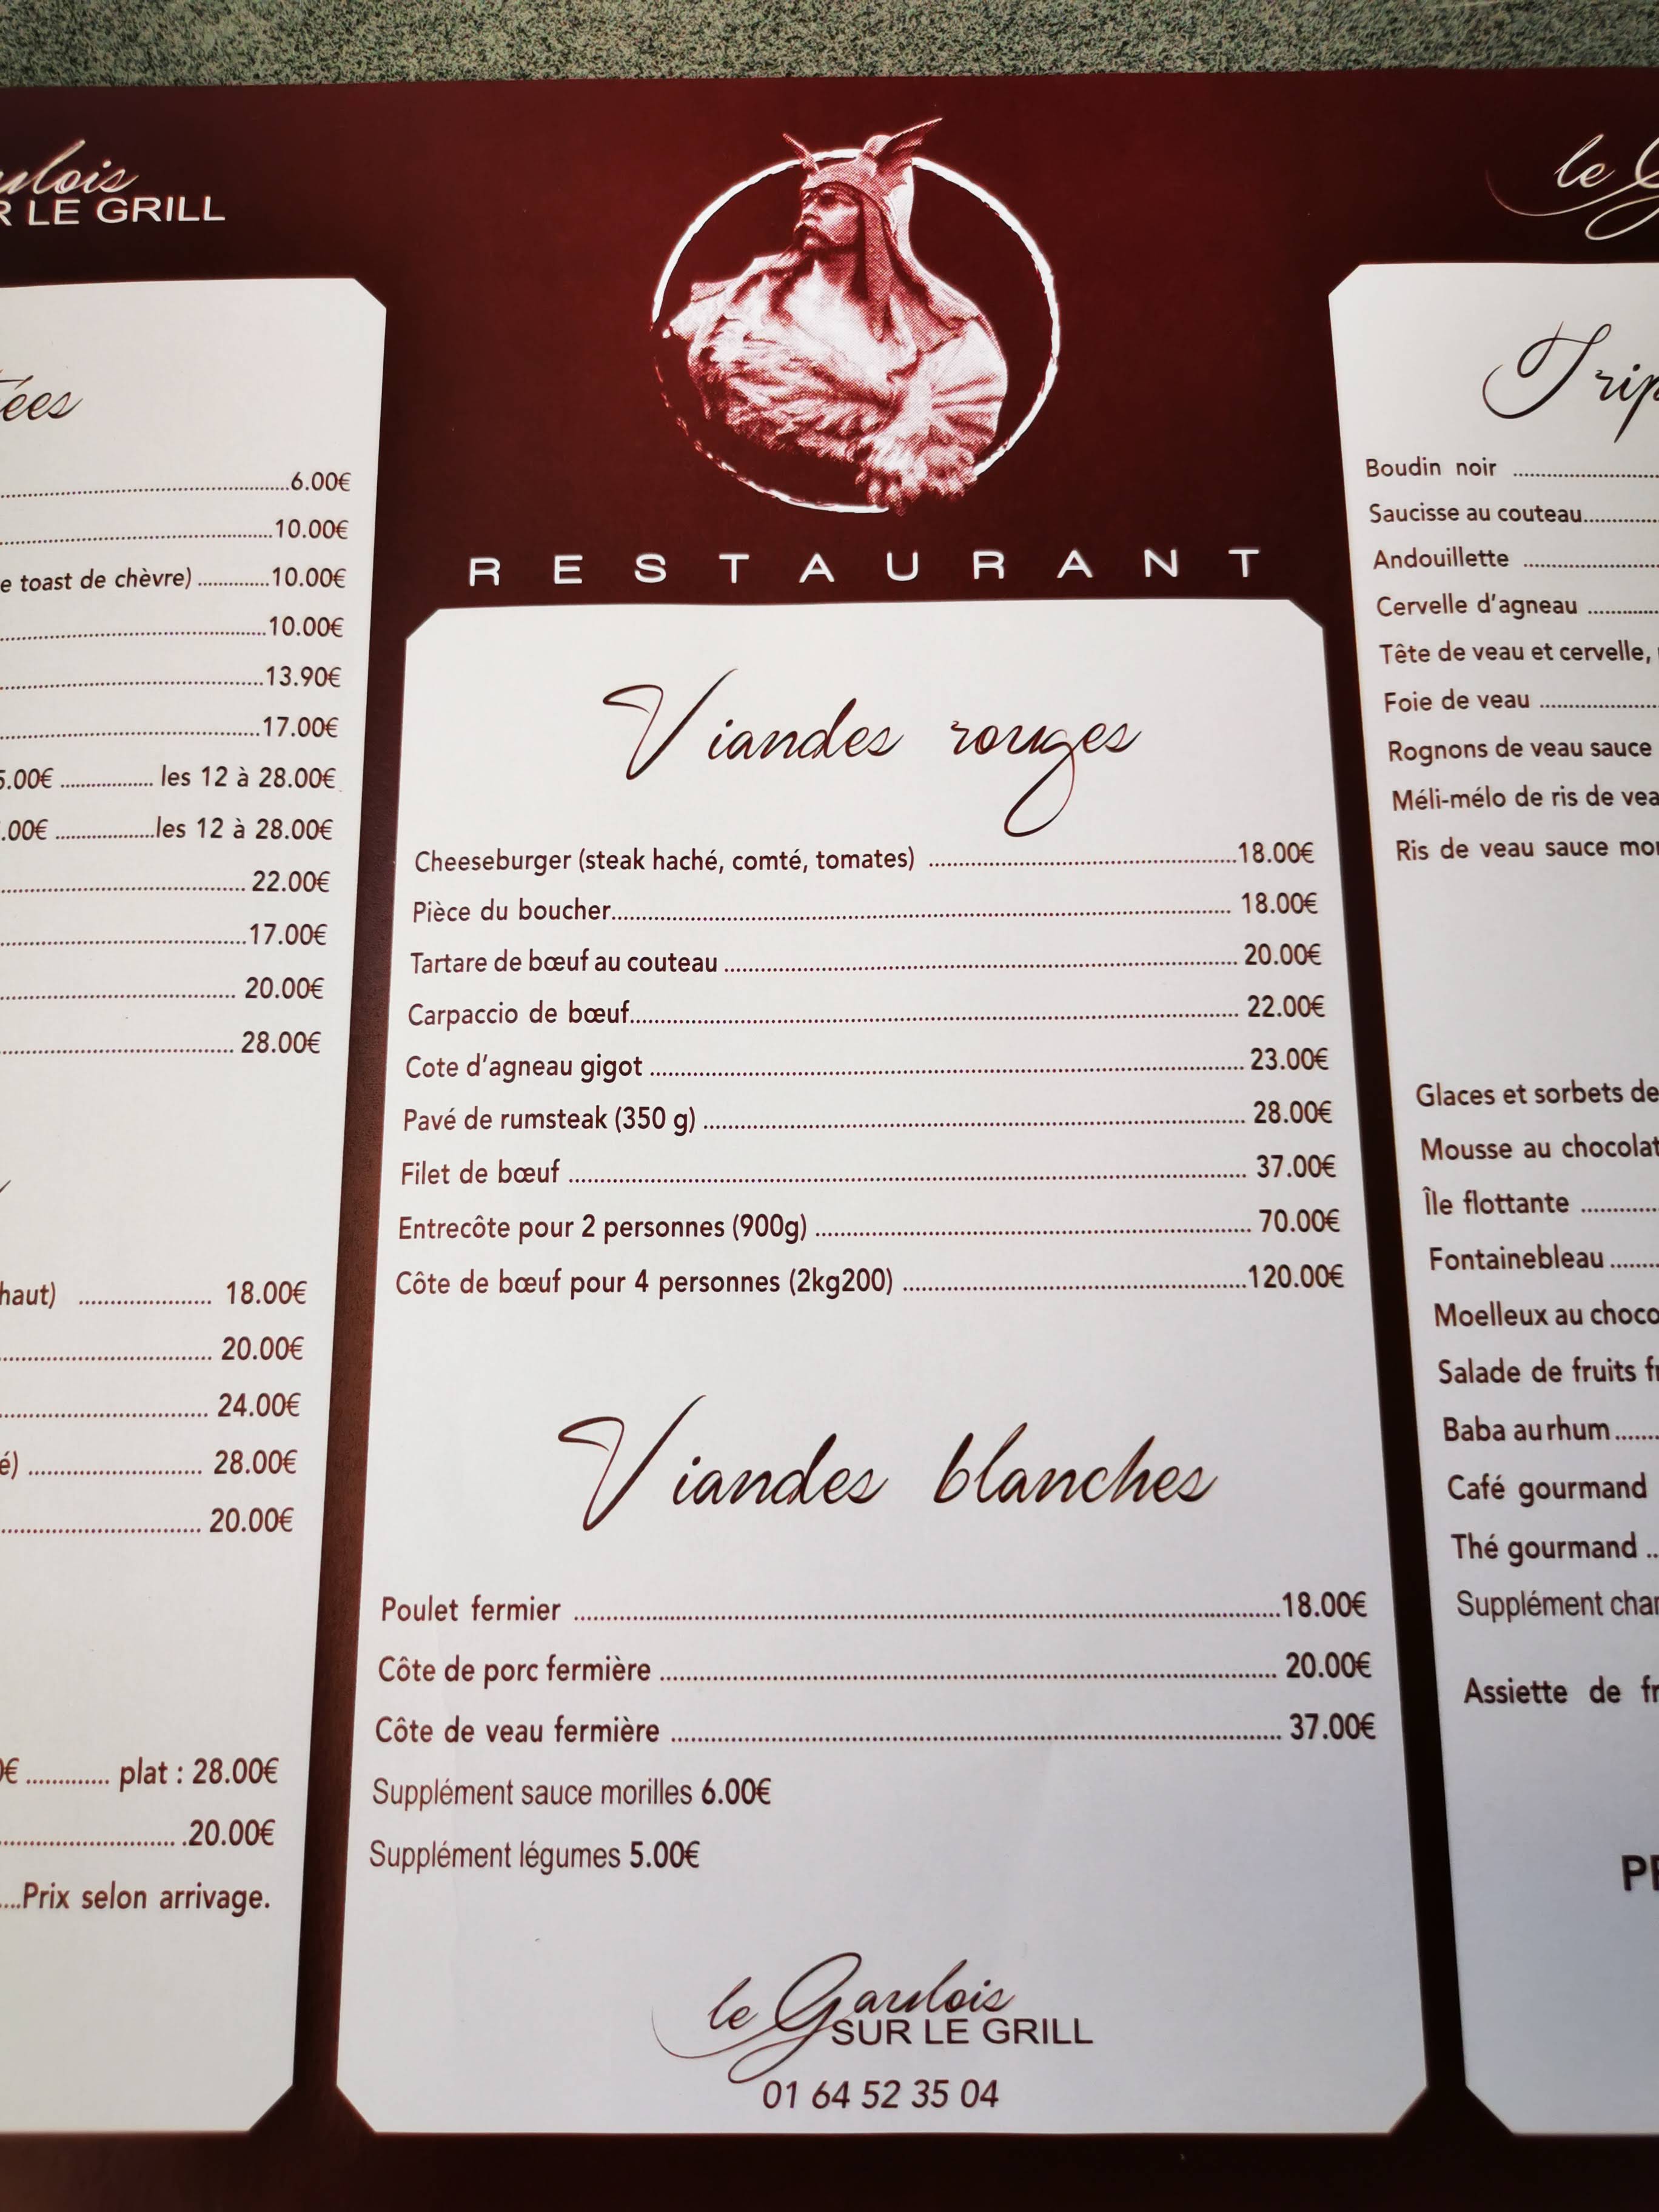 SUR LE GRILL
6.00€
10.00€
toast de chèvre) 10.00€
10.00€
13.90€
17.00€
.00€ les 12 à 28.00€
.00€ les 12 à 28.00€
22.00€
17.00€
20.00€
28.00€
haut) 18.00€
20.00€
24.00€
é) 28.00€
20.00€
€ plat : 28.00€
20.00€
Prix selon arrivage.
RESTAURANT
Viandes rouges
Cheeseburger (steak haché, comté, tomates) 18.00€
Pièce du boucher 18.00€
Tartare de bœuf au couteau 20.00€
Carpaccio de bœuf 22.00€
Cote d'agneau gigot 23.00€
Pavé de rumsteak (350 g) 28.00€
Filet de bœuf 37.00€
Entrecôte pour 2 personnes (900g) 70.00€
Côte de bœuf pour 4 personnes (2kg200) 120.00€
Viandes blanches
Poulet fermier 18.00€
Côte de porc fermière 20.00€
Côte de veau fermière 37.00€
Supplément sauce morilles 6.00€
Supplément légumes 5.00€
le Gaulois
SUR LE GRILL
01 64 52 35 04
le
Boudin noir
Saucisse au couteau
Andouillette
Cervelle d'agneau
Tête de veau et cervelle,
Foie de veau
Rognons de veau sauce
Méli-mélo de ris de
Ris de veau sauce
Glaces et sorbets de
Mousse au chocolat
Île flottante
Fontainebleau
Moelleux au
Salade de fruits
Baba au rhum
Café gourmand
Thé gourmand
Supplément
Assiette de